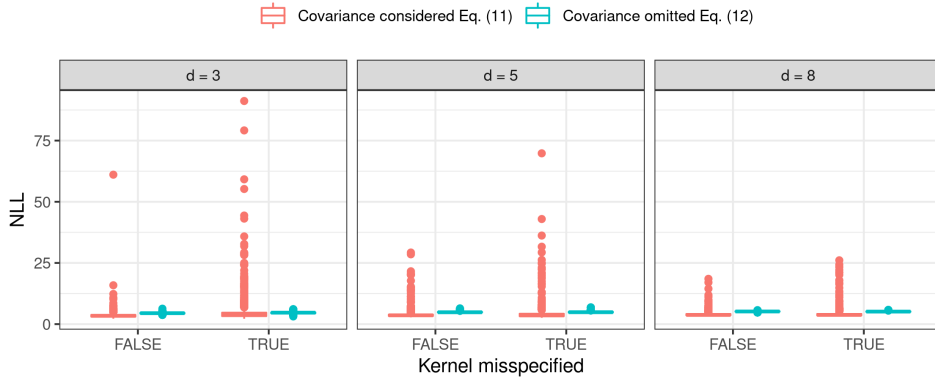 Covariance considered Eq. (11) Covariance omitted Eq. (12)
d = 3 d = 5 d = 8
NLL
75
50
25
0
FALSE TRUE FALSE TRUE FALSE TRUE
Kernel misspecified